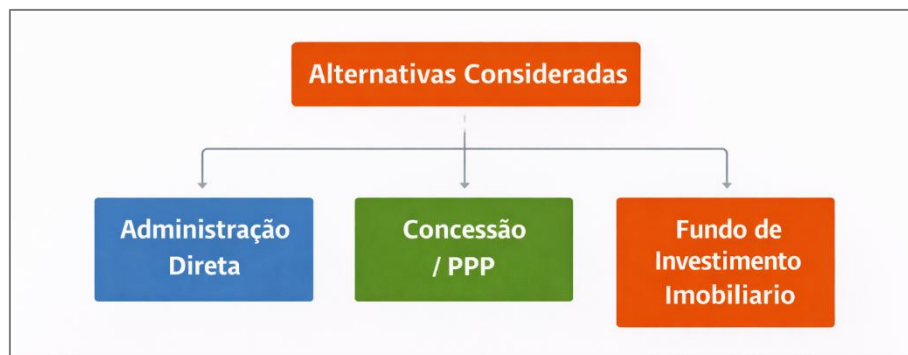 Alternativas Consideradas
Administração
Direta
Concessão
/ PPP
Fundo de
Investimento
Imobiliario